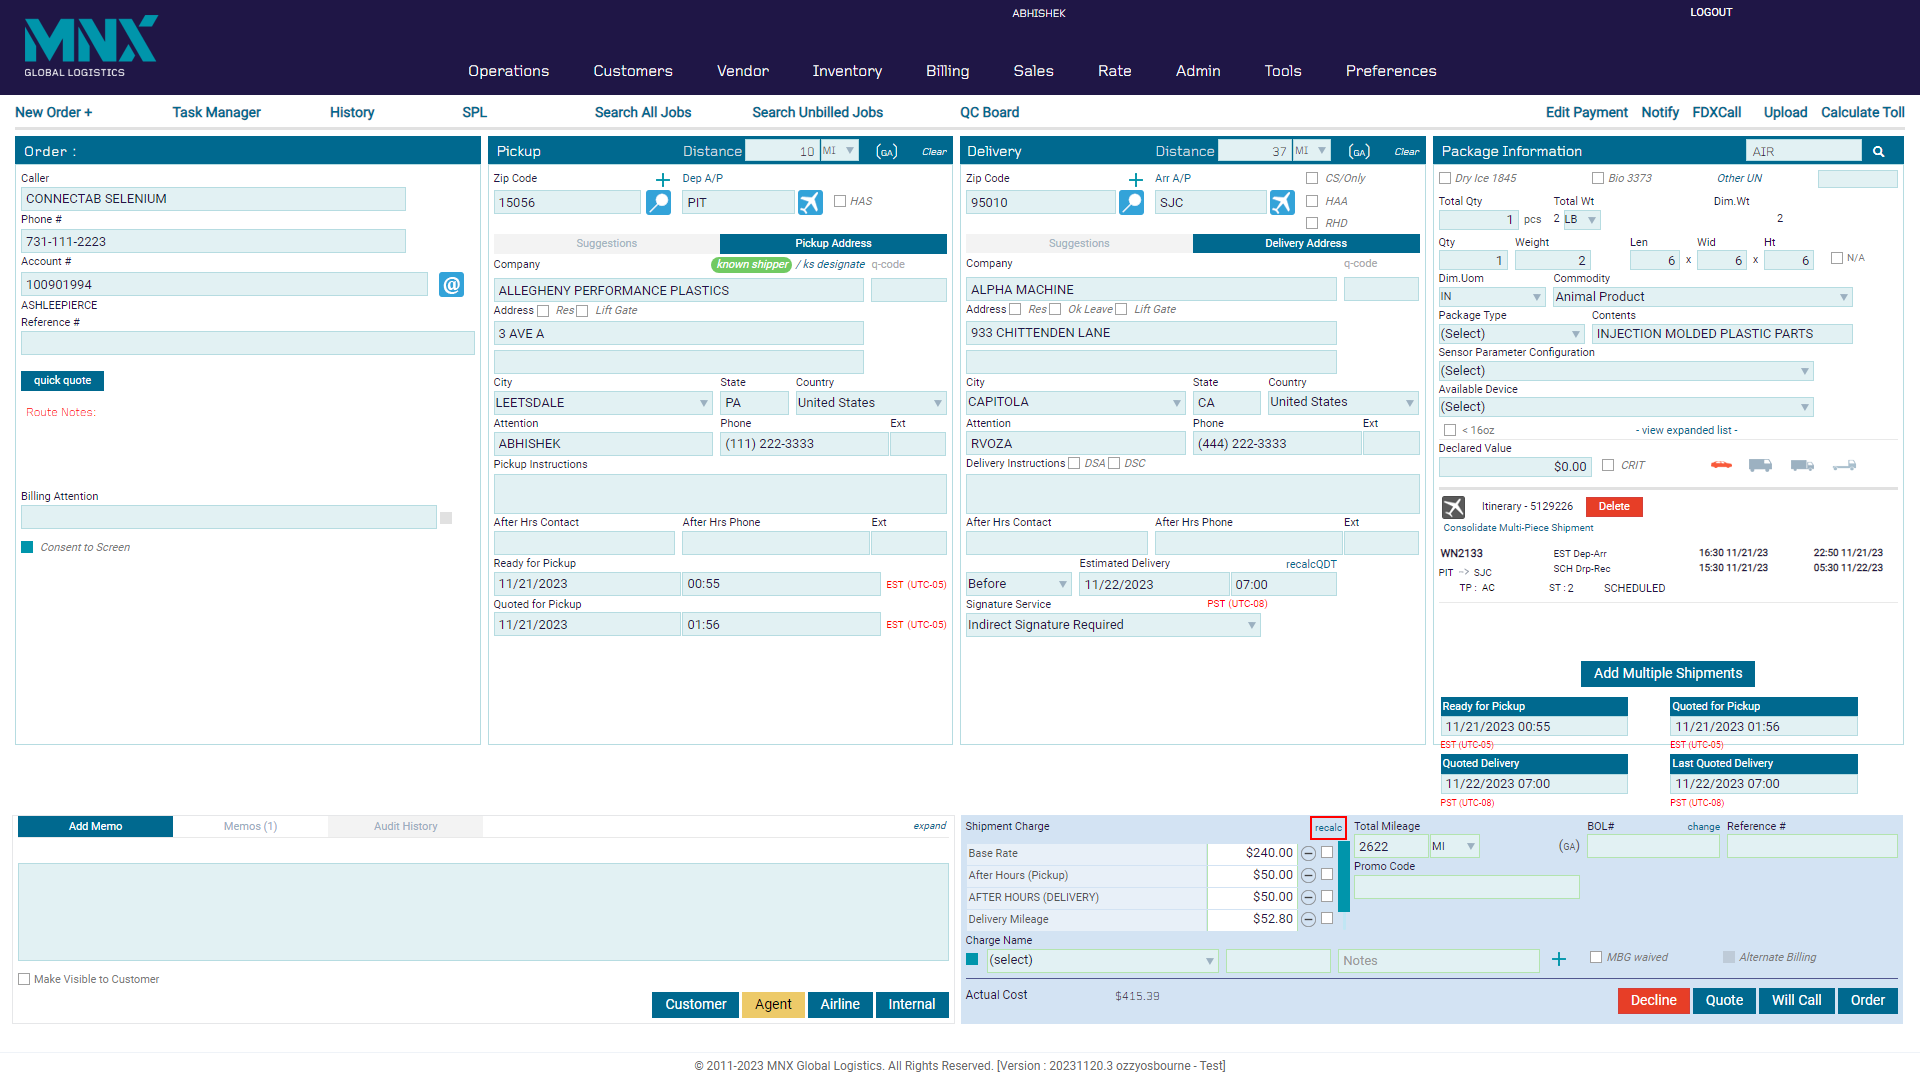 ABHISHEK
LOGOUT
MNX
GLOBAL LOGISTICS
Operations Customers Vendor Inventory Billing Sales Rate Admin Tools Preferences
New Order + Task Manager History SPL Search All Jobs Search Unbilled Jobs QC Board Edit Payment Notify FDXCall Upload Calculate Toll
Order :
Caller
CONNECTAB SELENIUM
Phone #
731-111-2223
Account #
100901994 @
ASHLEEPIERCE
Reference #
quick quote
Route Notes:
Billing Attention
Consent to Screen
Pickup Distance 10 MI (GA) Clear
Zip Code + Dep A/P
15056 PIT HAS
Suggestions Pickup Address
Company known shipper / ks designate q-code
ALLEGHENY PERFORMANCE PLASTICS
Address Res Lift Gate
3 AVE A
City State Country
LEETSDALE PA United States
Attention Phone Ext
ABHISHEK (111) 222-3333
Pickup Instructions
After Hrs Contact After Hrs Phone Ext
Ready for Pickup
11/21/2023 00:55 EST (UTC-05)
Quoted for Pickup
11/21/2023 01:56 EST (UTC-05)
Delivery Distance 37 MI (GA) Clear
Zip Code + Arr A/P CS/Only
95010 SJC HAA
RHD
Suggestions Delivery Address
Company q-code
ALPHA MACHINE
Address Res Ok Leave Lift Gate
933 CHITTENDEN LANE
City State Country
CAPITOLA CA United States
Attention Phone Ext
RVOZA (444) 222-3333
Delivery Instructions DSA DSC
After Hrs Contact After Hrs Phone Ext
Estimated Delivery recalcQDT
Before 11/22/2023 07:00
Signature Service PST (UTC-08)
Indirect Signature Required
Package Information AIR
Dry Ice 1845 Bio 3373 Other UN
Total Qty Total Wt Dim.Wt
1 pcs 2 LB 2
Qty Weight Len Wid Ht
1 2 6 x 6 x 6 N/A
Dim.Uom Commodity
IN Animal Product
Package Type Contents
(Select) INJECTION MOLDED PLASTIC PARTS
Sensor Parameter Configuration
(Select)
Available Device
(Select)
< 16oz - view expanded list -
Declared Value
$0.00 CRIT
Itinerary - 5129226 Delete
Consolidate Multi-Piece Shipment
WN2133 EST Dep-Arr 16:30 11/21/23 22:50 11/21/23
PIT --> SJC SCH Drp-Rec 15:30 11/21/23 05:30 11/22/23
TP : AC ST : 2 SCHEDULED
Add Multiple Shipments
Ready for Pickup Quoted for Pickup
11/21/2023 00:55 11/21/2023 01:56
EST (UTC-05) EST (UTC-05)
Quoted Delivery Last Quoted Delivery
11/22/2023 07:00 11/22/2023 07:00
PST (UTC-08) PST (UTC-08)
Add Memo Memos (1) Audit History expand
Make Visible to Customer
Customer Agent Airline Internal
Shipment Charge recalc Total Mileage BOL# change Reference #
2622 MI (GA)
Promo Code
Base Rate $240.00
After Hours (Pickup) $50.00
AFTER HOURS (DELIVERY) $50.00
Delivery Mileage $52.80
Charge Name
(select) Notes + MBG waived Alternate Billing
Actual Cost $415.39
Decline Quote Will Call Order
© 2011-2023 MNX Global Logistics. All Rights Reserved. [Version : 20231120.3 ozzyosbourne - Test]